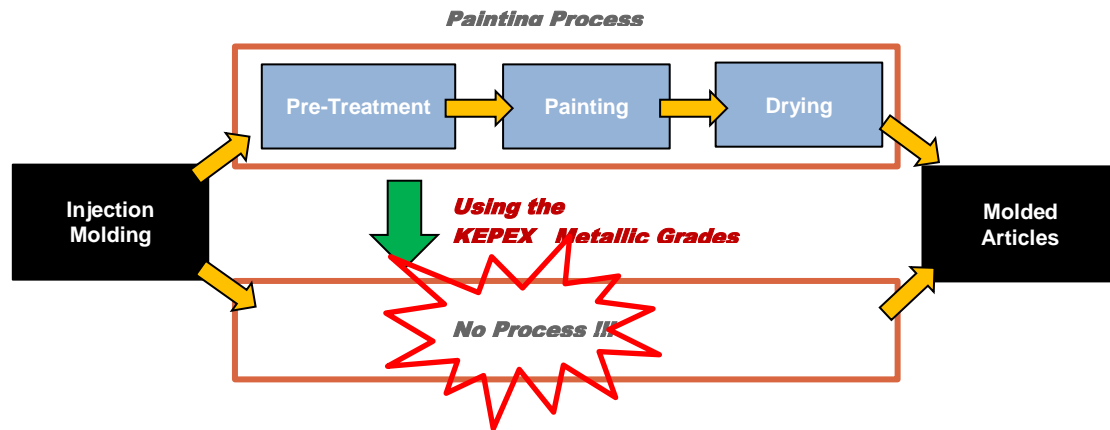 Painting Process
Pre-Treatment
Painting
Drying
Injection
Molding
Using the
KEPEX Metallic Grades
Molded
Articles
No Process !!!